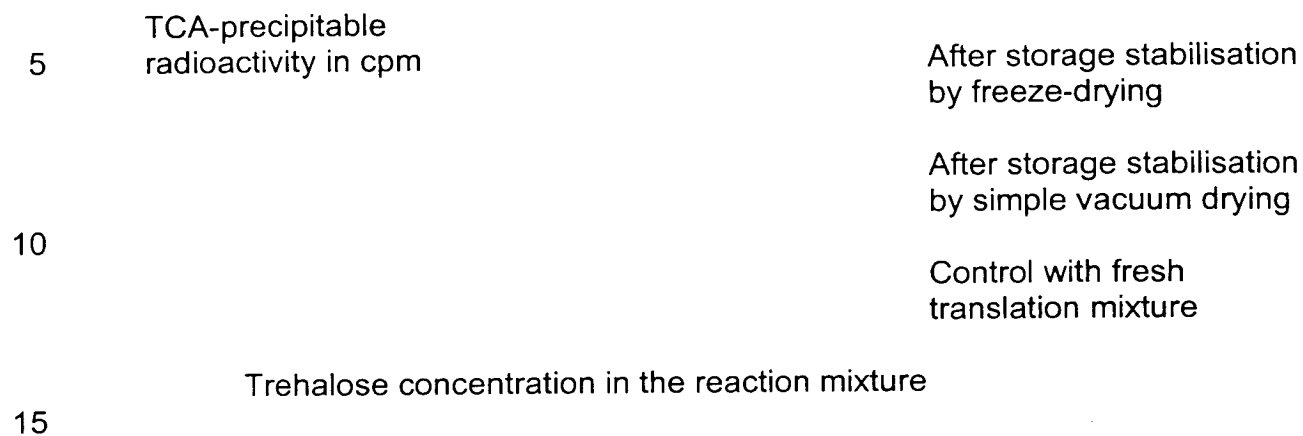 TCA-precipitable
5 radioactivity in cpm
After storage stabilisation
by freeze-drying
After storage stabilisation
by simple vacuum drying
10
Control with fresh
translation mixture
Trehalose concentration in the reaction mixture
15